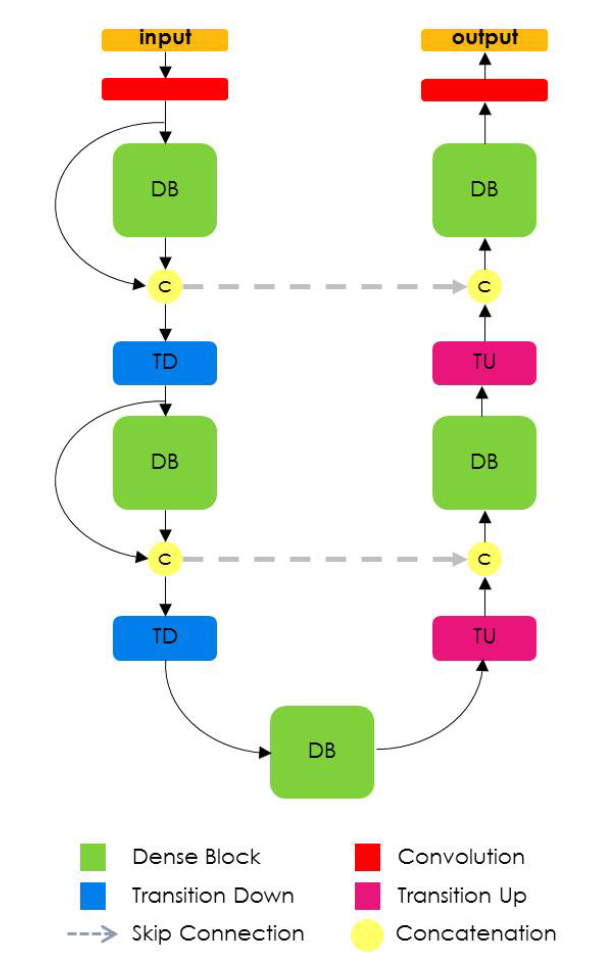 input
output
DB
DB
C
C
TD
TU
DB
DB
C
C
TD
TU
DB
Dense Block
Convolution
Transition Down
Transition Up
Skip Connection
Concatenation